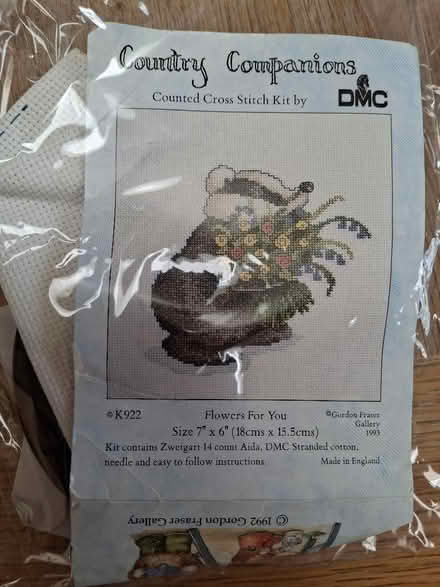 Country Companions
Counted Cross Stitch Kit by DMC
©K922
Flowers For You
©Gordon Fraser
Gallery
1993
Size 7" x 6" (18cms x 15.5cms)
Kit contains Zweigart 14 count Aida, DMC Stranded cotton,
needle and easy to follow instructions
Made in England
© 1992 Gordon Fraser Gallery